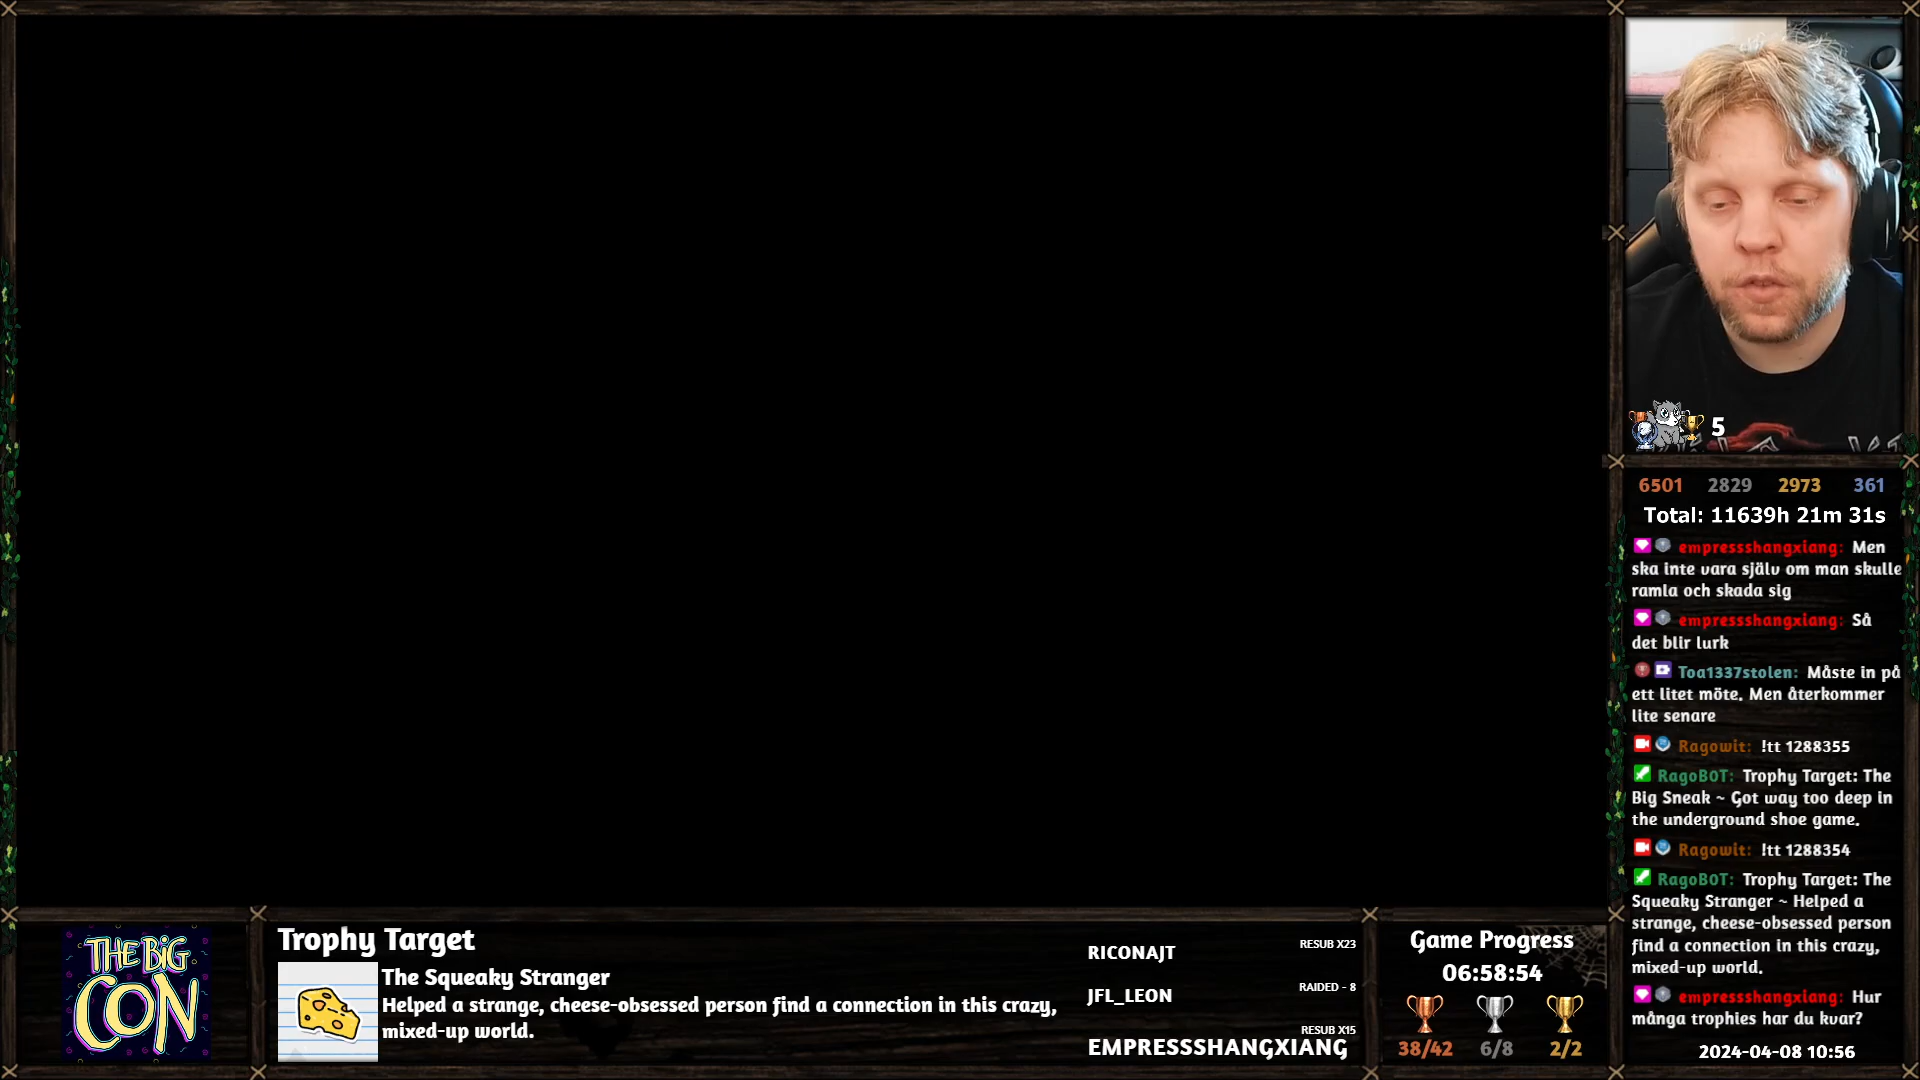 5
6501 2829 2973 361
Total: 11639h 21m 31s
empressshangxiang: Men
ska inte vara själv om man skulle
ramla och skada sig
empressshangxiang: Så
det blir lurk
Toa1337stolen: Måste in på
ett litet möte. Men återkommer
lite senare
Ragowit: !tt 1288355
RagoBOT: Trophy Target: The
Big Sneak ~ Got way too deep in
the underground shoe game.
Ragowit: !tt 1288354
RagoBOT: Trophy Target: The
Squeaky Stranger ~ Helped a
strange, cheese-obsessed person
find a connection in this crazy,
mixed-up world.
empressshangxiang: Hur
många trophies har du kvar?
2024-04-08 10:56
THE BIG
CON
Trophy Target
The Squeaky Stranger
Helped a strange, cheese-obsessed person find a connection in this crazy,
mixed-up world.
RICONAJT RESUB X23
JFL_LEON RAIDED - 8
EMPRESSSHANGXIANG RESUB X15
Game Progress
06:58:54
38/42 6/8 2/2